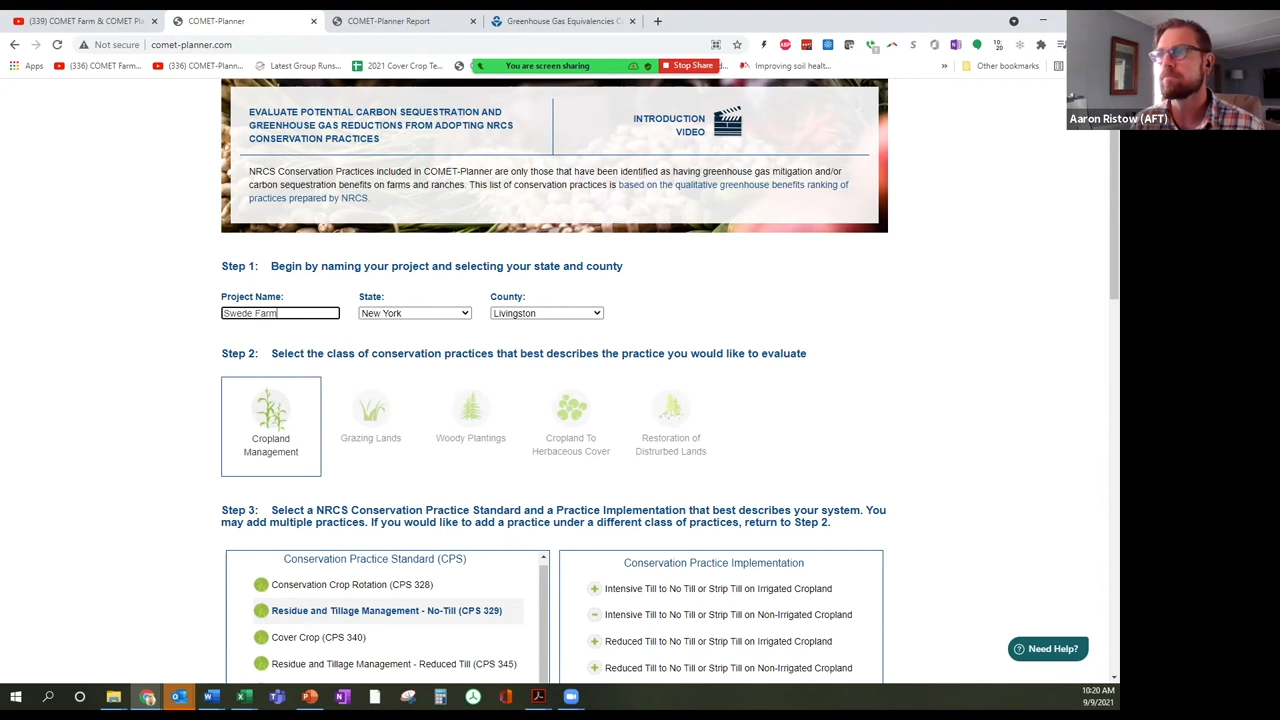 (339) COMET Farm & COMET Pla
COMET-Planner
COMET-Planner Report
Greenhouse Gas Equivalencies C
Not secure
comet-planner.com
Apps
(336) COMET Farm...
(336) COMET-Plann...
Latest Group Runs...
2021 Cover Crop Te...
You are screen sharing
Stop Share
Improving soil healt...
Other bookmarks
Aaron Ristow (AFT)
EVALUATE POTENTIAL CARBON SEQUESTRATION AND
GREENHOUSE GAS REDUCTIONS FROM ADOPTING NRCS
CONSERVATION PRACTICES
INTRODUCTION
VIDEO
NRCS Conservation Practices included in COMET-Planner are only those that have been identified as having greenhouse gas mitigation and/or
carbon sequestration benefits on farms and ranches. This list of conservation practices is based on the qualitative greenhouse benefits ranking of
practices prepared by NRCS.
Step 1: Begin by naming your project and selecting your state and county
Project Name:
State:
County:
Swede Farm
New York
Livingston
Step 2: Select the class of conservation practices that best describes the practice you would like to evaluate
Cropland
Management
Grazing Lands
Woody Plantings
Cropland To
Herbaceous Cover
Restoration of
Distrurbed Lands
Step 3: Select a NRCS Conservation Practice Standard and a Practice Implementation that best describes your system. You
may add multiple practices. If you would like to add a practice under a different class of practices, return to Step 2.
Conservation Practice Standard (CPS)
Conservation Crop Rotation (CPS 328)
Residue and Tillage Management - No-Till (CPS 329)
Cover Crop (CPS 340)
Residue and Tillage Management - Reduced Till (CPS 345)
Conservation Practice Implementation
Intensive Till to No Till or Strip Till on Irrigated Cropland
Intensive Till to No Till or Strip Till on Non-Irrigated Cropland
Reduced Till to No Till or Strip Till on Irrigated Cropland
Reduced Till to No Till or Strip Till on Non-Irrigated Cropland
Need Help?
10:20 AM
9/9/2021